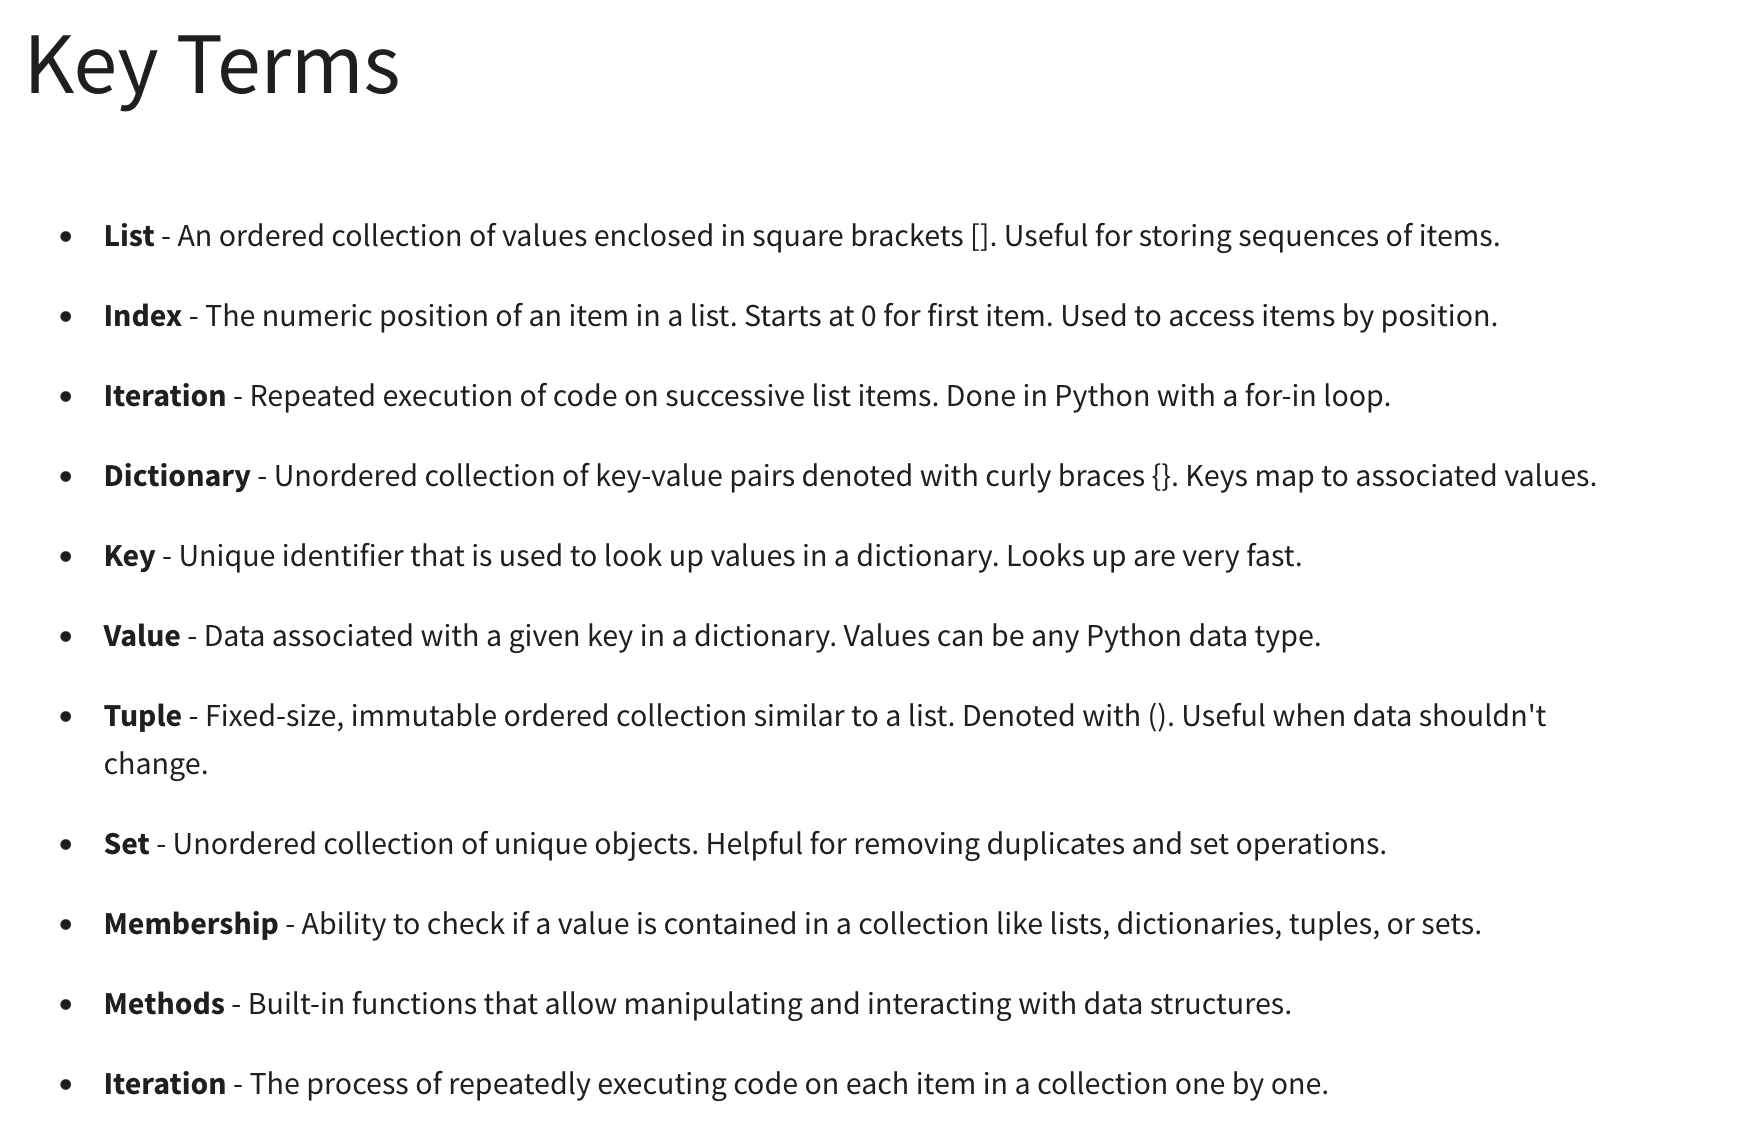 Key Terms
• List - An ordered collection of values enclosed in square brackets []. Useful for storing sequences of items.
• Index - The numeric position of an item in a list. Starts at 0 for first item. Used to access items by position.
• Iteration - Repeated execution of code on successive list items. Done in Python with a for-in loop.
• Dictionary - Unordered collection of key-value pairs denoted with curly braces {}. Keys map to associated values.
• Key - Unique identifier that is used to look up values in a dictionary. Looks up are very fast.
• Value - Data associated with a given key in a dictionary. Values can be any Python data type.
• Tuple - Fixed-size, immutable ordered collection similar to a list. Denoted with (). Useful when data shouldn't
change.
• Set - Unordered collection of unique objects. Helpful for removing duplicates and set operations.
• Membership - Ability to check if a value is contained in a collection like lists, dictionaries, tuples, or sets.
• Methods - Built-in functions that allow manipulating and interacting with data structures.
• Iteration - The process of repeatedly executing code on each item in a collection one by one.